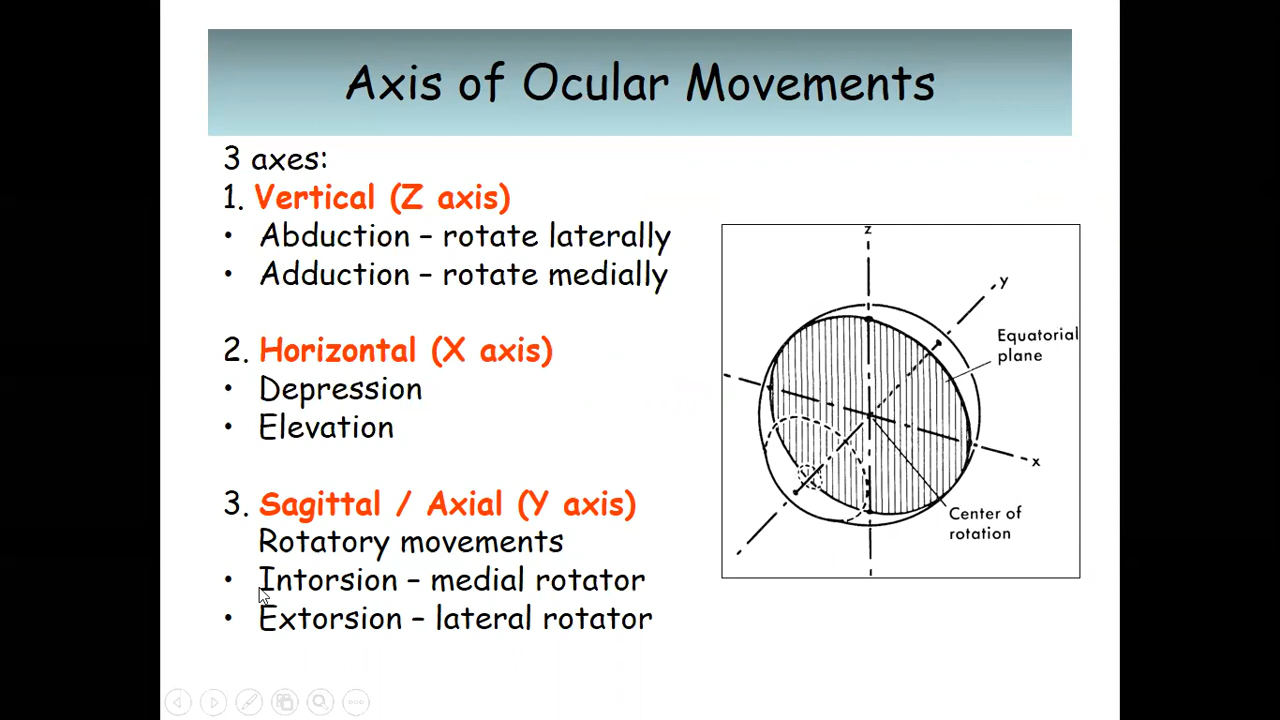 Axis of Ocular Movements
3 axes:
1. Vertical (Z axis)
• Abduction – rotate laterally
• Adduction – rotate medially
2. Horizontal (X axis)
• Depression
• Elevation
3. Sagittal / Axial (Y axis)
Rotatory movements
• Intorsion – medial rotator
• Extorsion – lateral rotator
z
y
Equatorial
plane
x
Center of
rotation